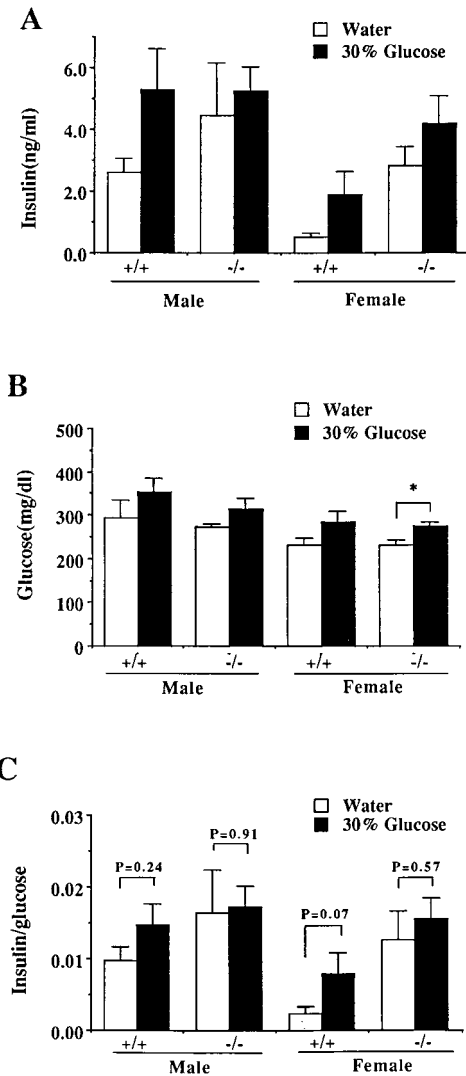 A
Water
30% Glucose
Insulin(ng/ml)
6.0
4.0
2.0
0.0
+/+ -/- +/+ -/-
Male Female
B
Water
30% Glucose
Glucose(mg/dl)
500
400
300
200
100
0
*
+/+ -/- +/+ -/-
Male Female
C
Water
30% Glucose
Insulin/glucose
0.03
0.02
0.01
0.00
P=0.24 P=0.91 P=0.07 P=0.57
+/+ -/- +/+ -/-
Male Female